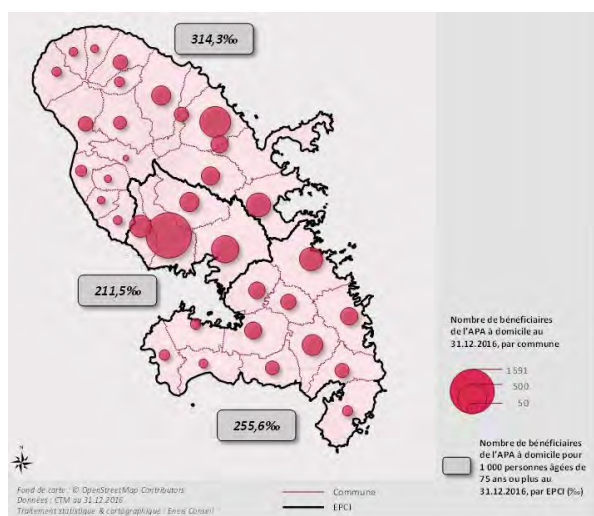 314,3‰
211,5‰
255,6‰
Nombre de bénéficiaires
de l'APA à domicile au
31.12.2016, par commune
1591
500
50
Nombre de bénéficiaires
de l'APA à domicile pour
1 000 personnes âgées de
75 ans ou plus au
31.12.2016, par EPCI (‰)
N
Fond de carte : © OpenStreetMap Contributors
Données : CTM au 31.12.2016
Traitement statistique & cartographique : Eneis Conseil
Commune
EPCI